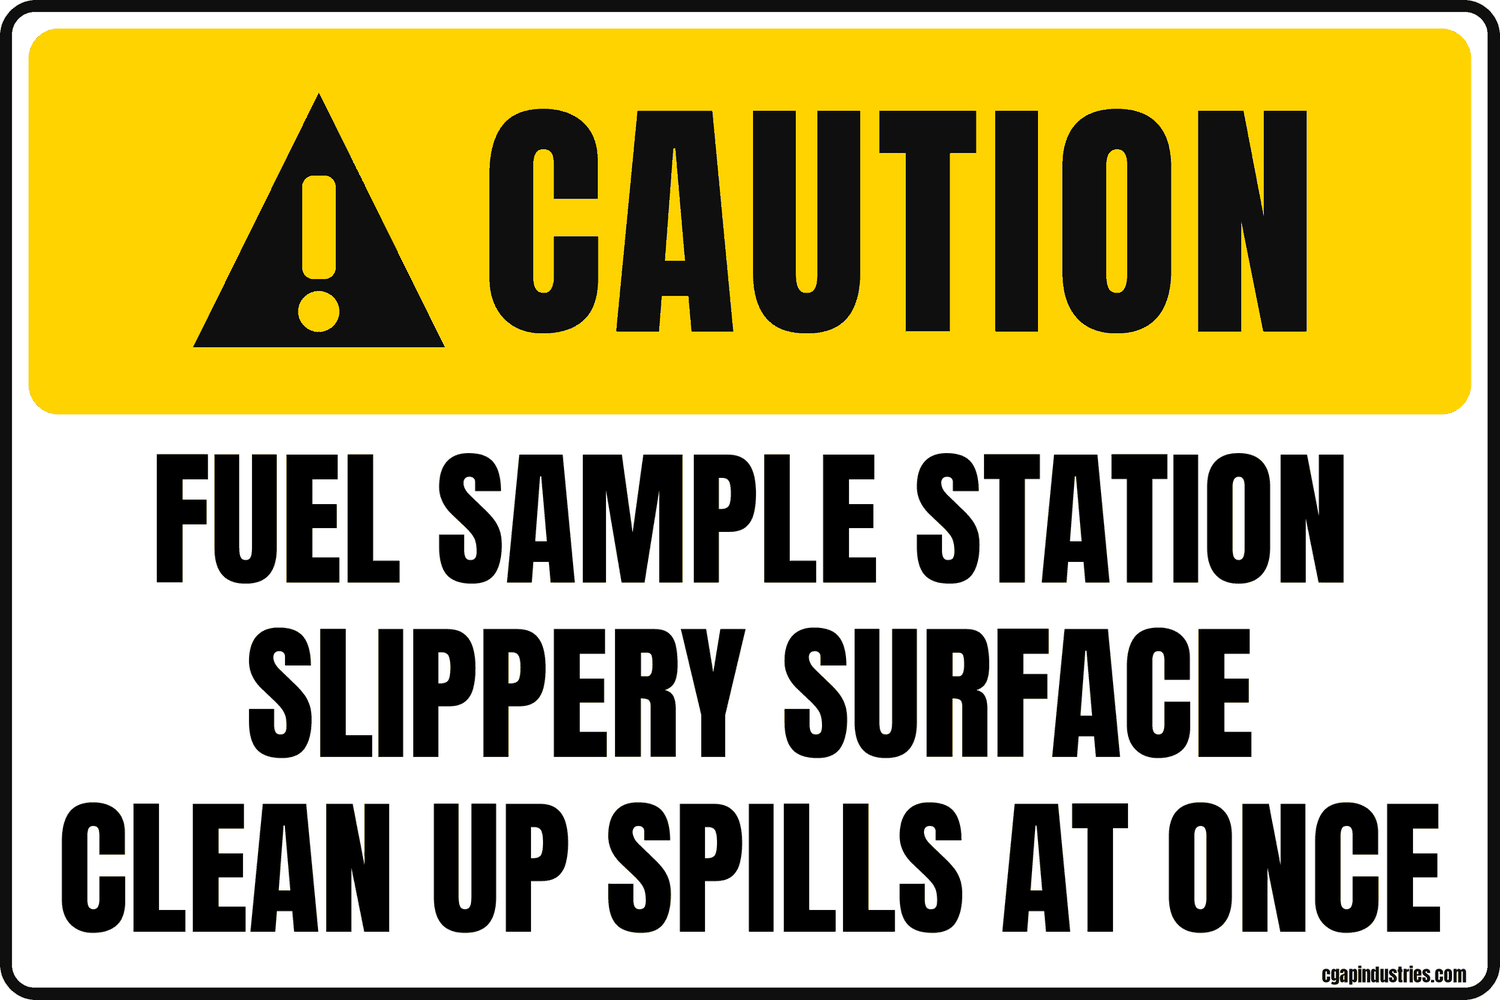 CAUTION
FUEL SAMPLE STATION
SLIPPERY SURFACE
CLEAN UP SPILLS AT ONCE
cgapindustries.com